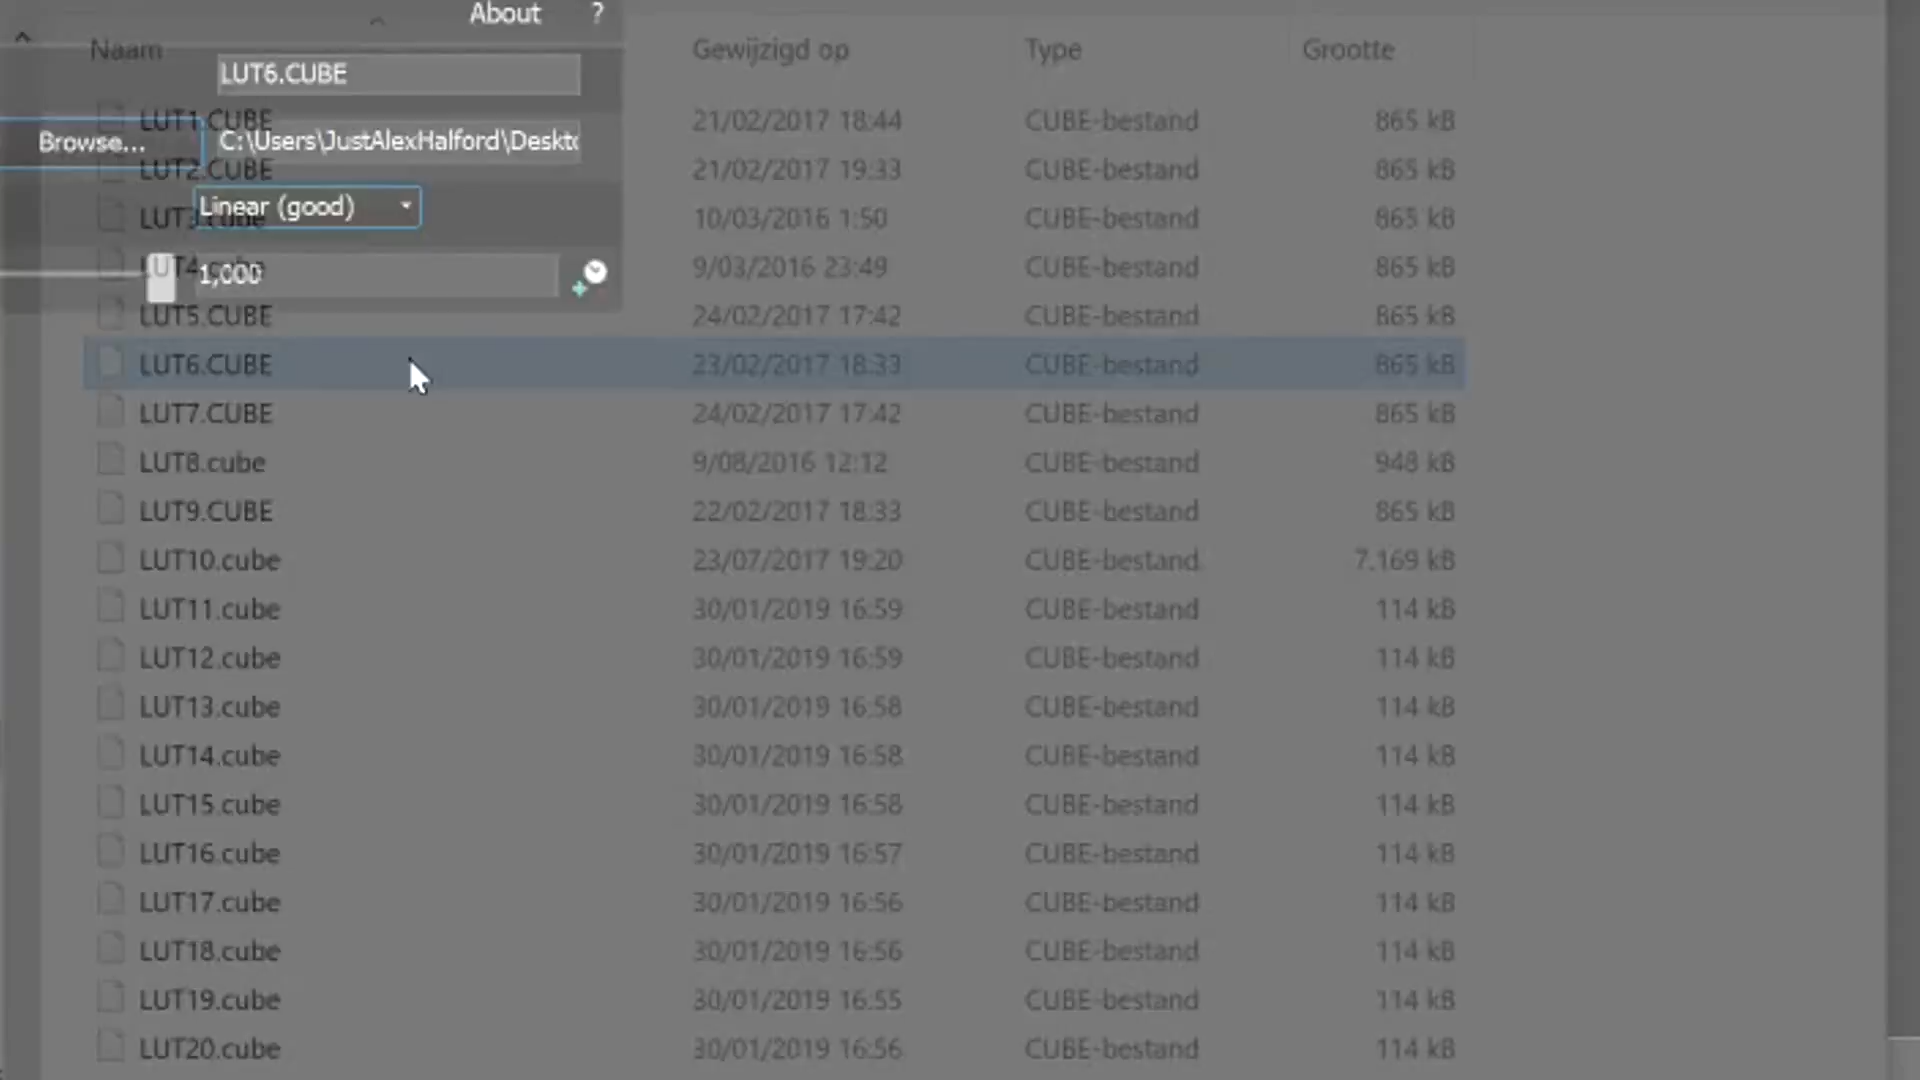 About ?
Naam Gewijzigd op Type Grootte
LUT6.CUBE
LUT1.CUBE 21/02/2017 18:44 CUBE-bestand 865 kB
Browse... C:\Users\JustAlexHalford\Deskto
LUT2.CUBE 21/02/2017 19:33 CUBE-bestand 865 kB
Linear (good)
LUT3.cube 10/03/2016 1:50 CUBE-bestand 865 kB
LUT4.cube 9/03/2016 23:49 CUBE-bestand 865 kB
1,000
LUT5.CUBE 24/02/2017 17:42 CUBE-bestand 865 kB
LUT6.CUBE 23/02/2017 18:33 CUBE-bestand 865 kB
LUT7.CUBE 24/02/2017 17:42 CUBE-bestand 865 kB
LUT8.cube 9/08/2016 12:12 CUBE-bestand 948 kB
LUT9.CUBE 22/02/2017 18:33 CUBE-bestand 865 kB
LUT10.cube 23/07/2017 19:20 CUBE-bestand 7.169 kB
LUT11.cube 30/01/2019 16:59 CUBE-bestand 114 kB
LUT12.cube 30/01/2019 16:59 CUBE-bestand 114 kB
LUT13.cube 30/01/2019 16:58 CUBE-bestand 114 kB
LUT14.cube 30/01/2019 16:58 CUBE-bestand 114 kB
LUT15.cube 30/01/2019 16:58 CUBE-bestand 114 kB
LUT16.cube 30/01/2019 16:57 CUBE-bestand 114 kB
LUT17.cube 30/01/2019 16:56 CUBE-bestand 114 kB
LUT18.cube 30/01/2019 16:56 CUBE-bestand 114 kB
LUT19.cube 30/01/2019 16:55 CUBE-bestand 114 kB
LUT20.cube 30/01/2019 16:56 CUBE-bestand 114 kB